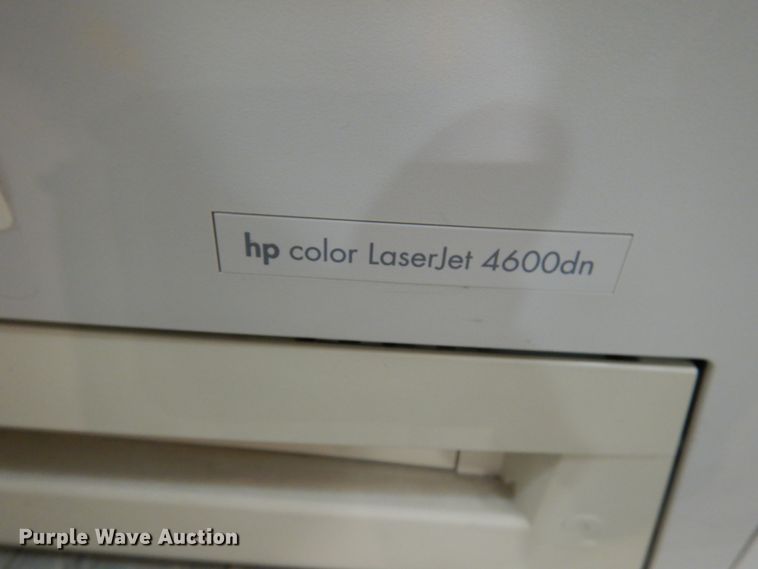 hp color LaserJet 4600dn
Purple Wave Auction